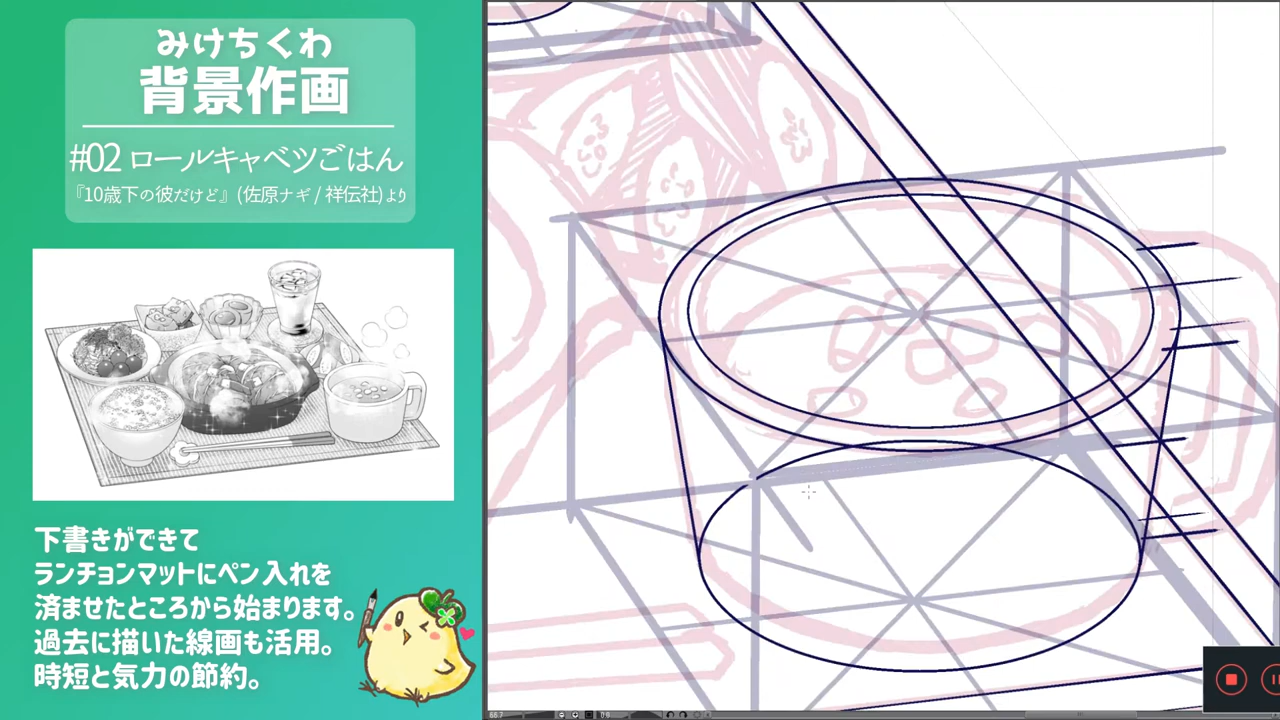 みけちくわ
背景作画
#02 ロールキャベツごはん
『10歳下の彼だけど』(佐原ナギ / 祥伝社)より
下書きができて
ランチョンマットにペン入れを
済ませたところから始まります。
過去に描いた線画も活用。
時短と気力の節約。